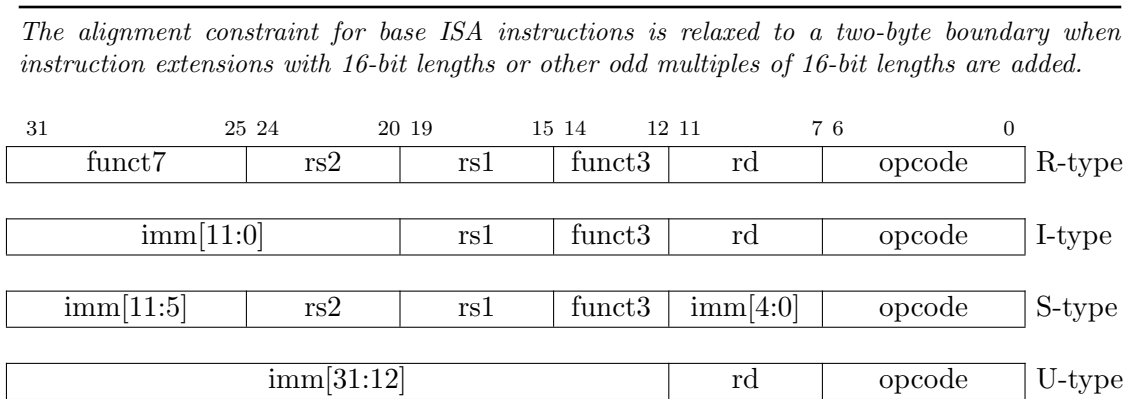 The alignment constraint for base ISA instructions is relaxed to a two-byte boundary when
instruction extensions with 16-bit lengths or other odd multiples of 16-bit lengths are added.
31 25 24 20 19 15 14 12 11 7 6 0
funct7 rs2 rs1 funct3 rd opcode R-type
imm[11:0] rs1 funct3 rd opcode I-type
imm[11:5] rs2 rs1 funct3 imm[4:0] opcode S-type
imm[31:12] rd opcode U-type